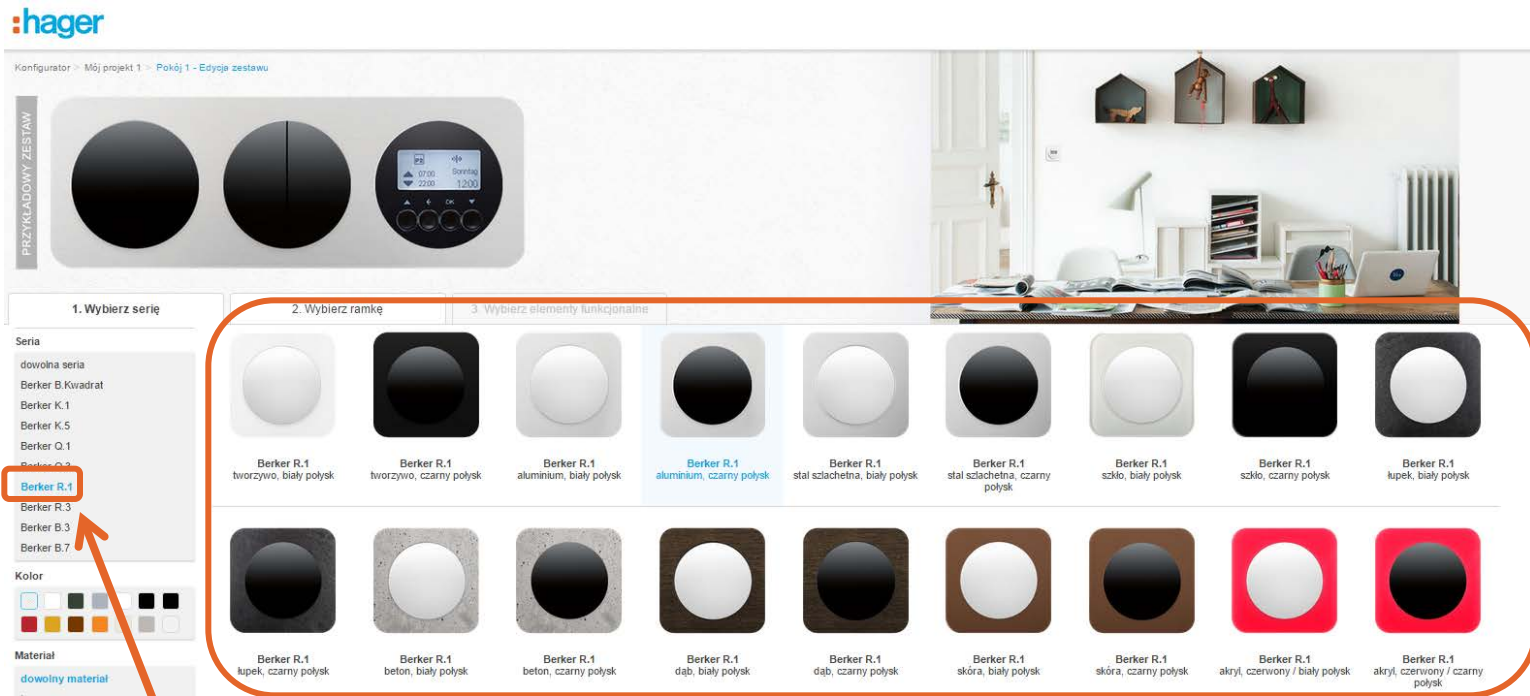 :hager
Konfigurator > Mój projekt 1 > Pokój 1 - Edycja zestawu
PRZYKŁADOWY ZESTAW
07:00 Sonntag
22:00 12:00
OK
1. Wybierz serię
2. Wybierz ramkę
3. Wybierz elementy funkcjonalne
Seria
dowolna seria
Berker B.Kwadrat
Berker K.1
Berker K.5
Berker Q.1
Berker Q.3
Berker R.1
Berker R.3
Berker B.3
Berker B.7
Kolor
Materiał
dowolny materiał
Berker R.1
tworzywo, biały połysk
Berker R.1
tworzywo, czarny połysk
Berker R.1
aluminium, biały połysk
Berker R.1
aluminium, czarny połysk
Berker R.1
stal szlachetna, biały połysk
Berker R.1
stal szlachetna, czarny
połysk
Berker R.1
szkło, biały połysk
Berker R.1
szkło, czarny połysk
Berker R.1
łupek, biały połysk
Berker R.1
łupek, czarny połysk
Berker R.1
beton, biały połysk
Berker R.1
beton, czarny połysk
Berker R.1
dąb, biały połysk
Berker R.1
dąb, czarny połysk
Berker R.1
skóra, biały połysk
Berker R.1
skóra, czarny połysk
Berker R.1
akryl, czerwony / biały połysk
Berker R.1
akryl, czerwony / czarny
połysk